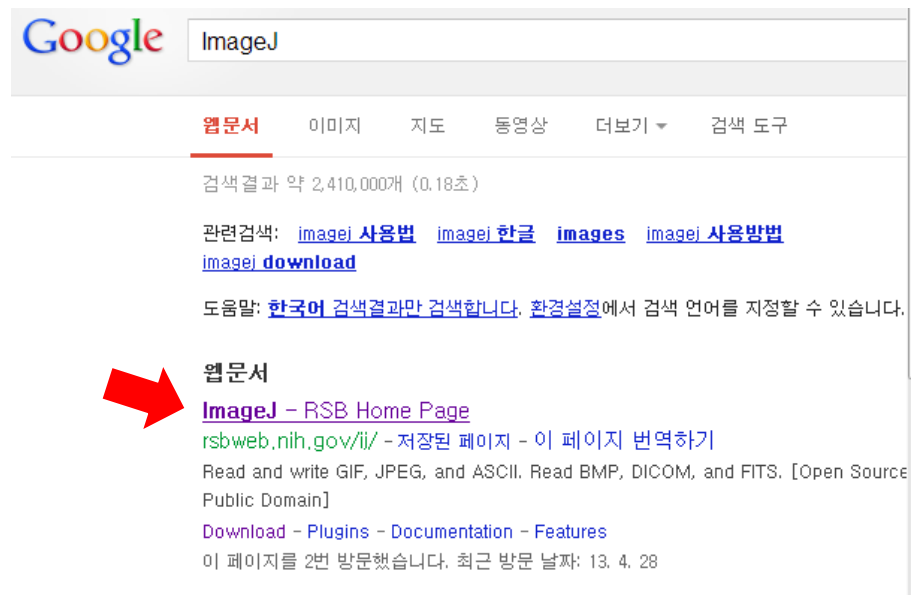 Google ImageJ
웹문서 이미지 지도 동영상 더보기 검색 도구
검색결과 약 2,410,000개 (0.18초)
관련검색: imagej 사용법 imagej 한글 images imagej 사용방법
imagej download
도움말: 한국어 검색결과만 검색합니다. 환경설정에서 검색 언어를 지정할 수 있습니다.
웹문서
ImageJ - RSB Home Page
rsbweb.nih.gov/ij/ - 저장된 페이지 - 이 페이지 번역하기
Read and write GIF, JPEG, and ASCII. Read BMP, DICOM, and FITS. [Open Source
Public Domain]
Download - Plugins - Documentation - Features
이 페이지를 2번 방문했습니다. 최근 방문 날짜: 13. 4. 28